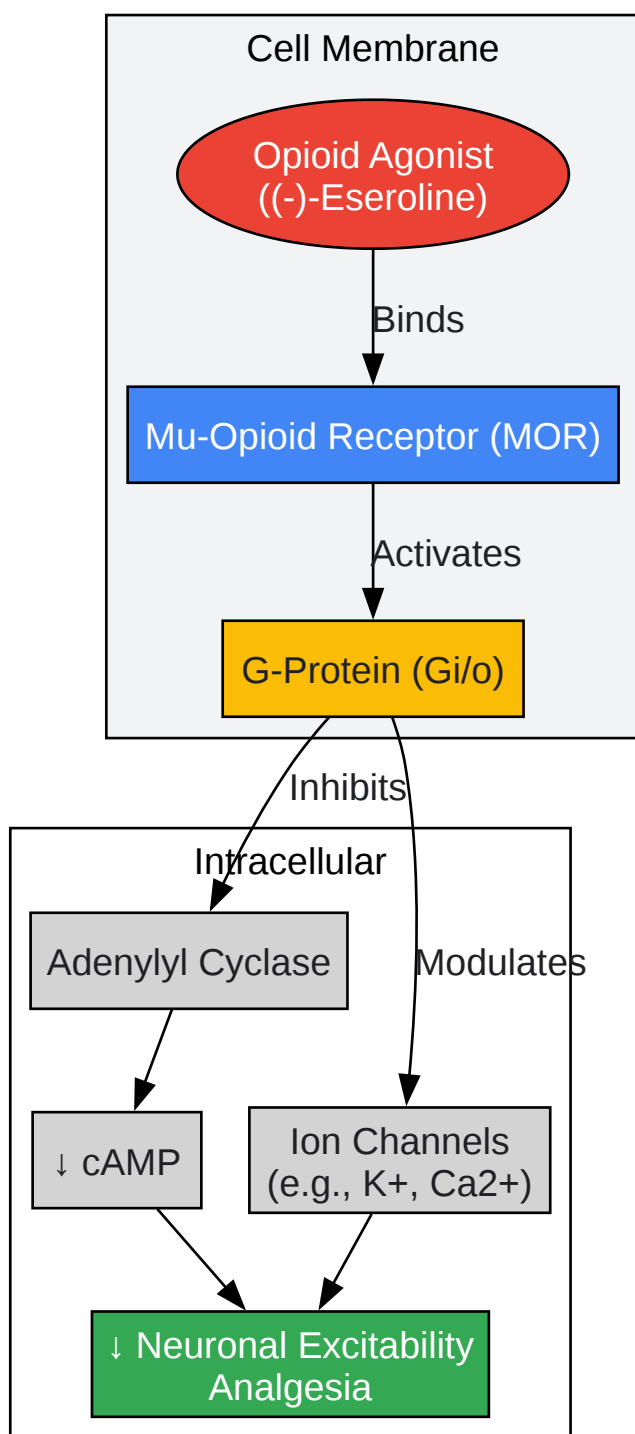 Cell Membrane
Opioid Agonist
((-)-Eseroline)
Binds
Mu-Opioid Receptor (MOR)
Activates
G-Protein (Gi/o)
Inhibits
Intracellular
Adenylyl Cyclase
Modulates
↓ cAMP
Ion Channels
(e.g., K+, Ca2+)
↓ Neuronal Excitability
Analgesia